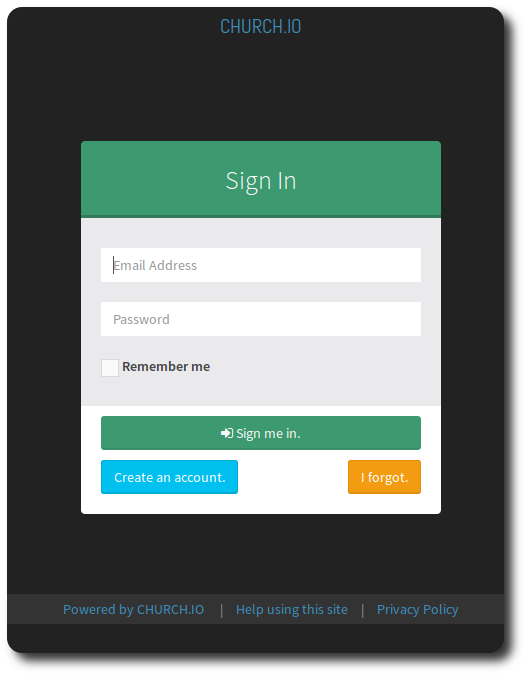 CHURCH.IO
Sign In
Email Address
Password
Remember me
Sign me in.
Create an account. I forgot.
Powered by CHURCH.IO | Help using this site | Privacy Policy